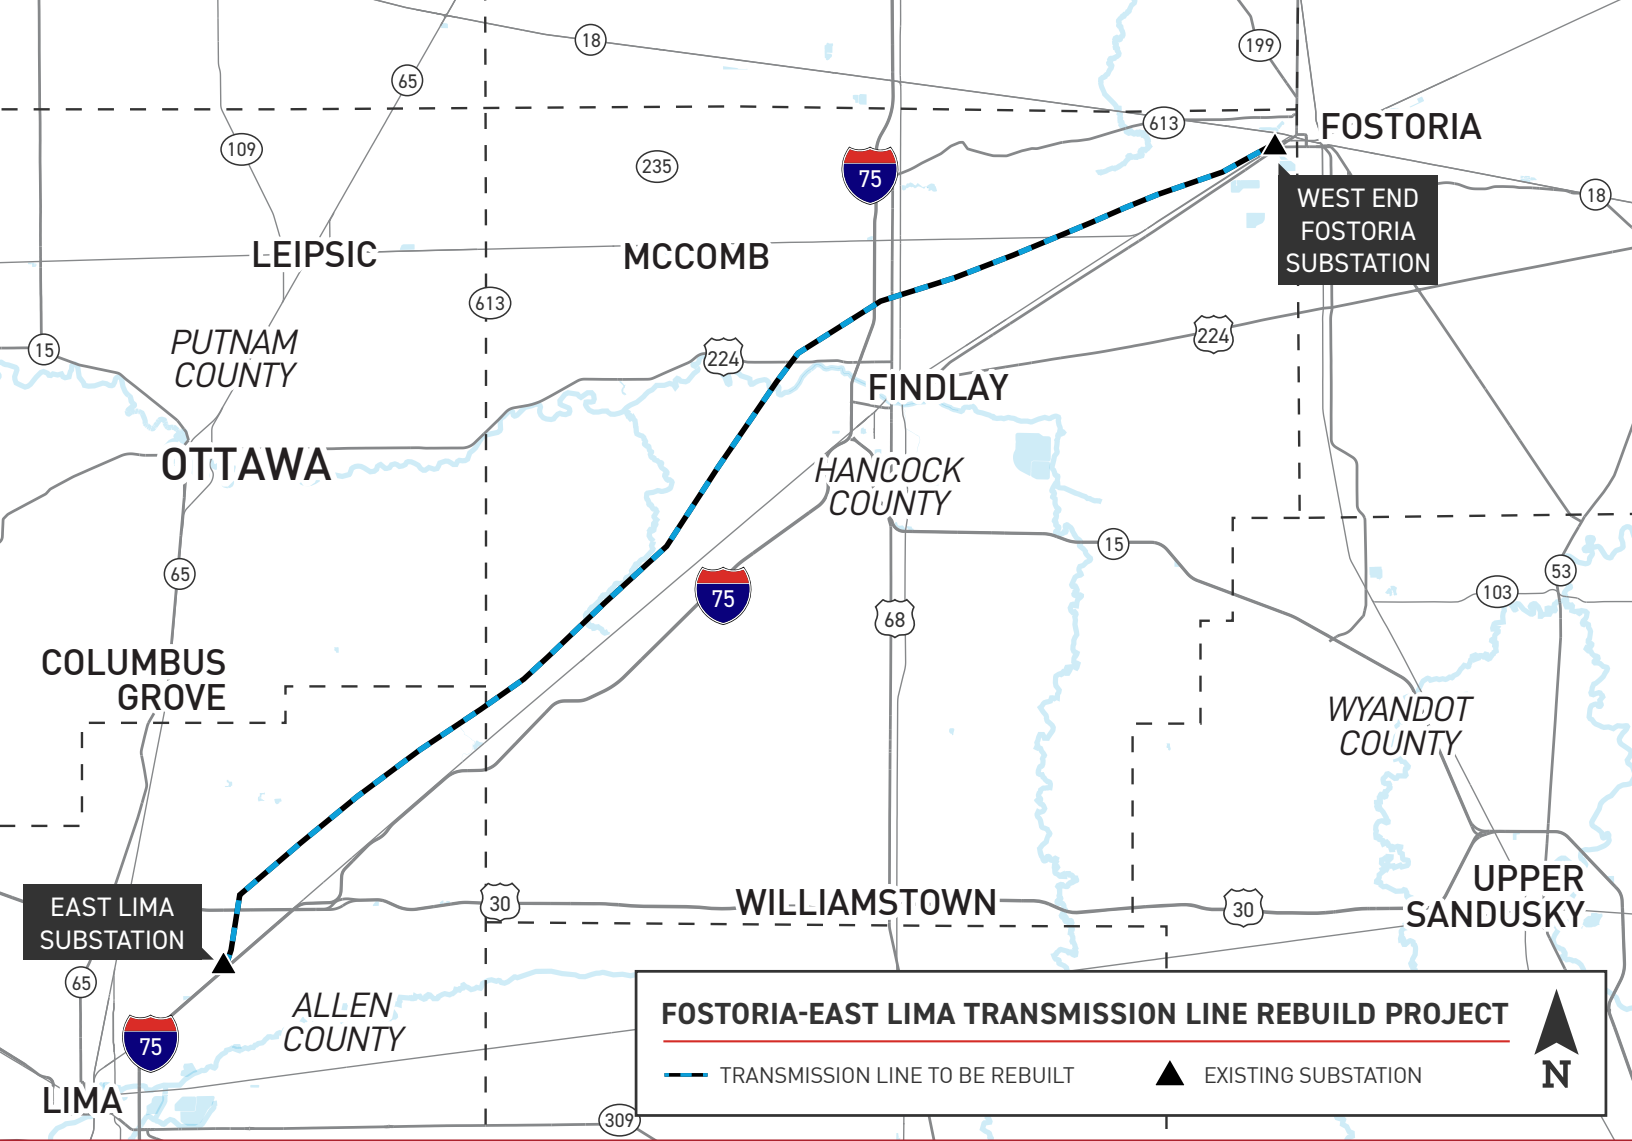 18
199
65
613
FOSTORIA
109
235
75
18
WEST END
FOSTORIA
SUBSTATION
LEIPSIC
MCCOMB
613
224
15
PUTNAM
COUNTY
224
FINDLAY
OTTAWA
HANCOCK
COUNTY
15
65
53
103
75
68
COLUMBUS
GROVE
WYANDOT
COUNTY
UPPER
SANDUSKY
30
WILLIAMSTOWN
30
EAST LIMA
SUBSTATION
65
ALLEN
COUNTY
75
LIMA
309
FOSTORIA-EAST LIMA TRANSMISSION LINE REBUILD PROJECT
TRANSMISSION LINE TO BE REBUILT
EXISTING SUBSTATION
N